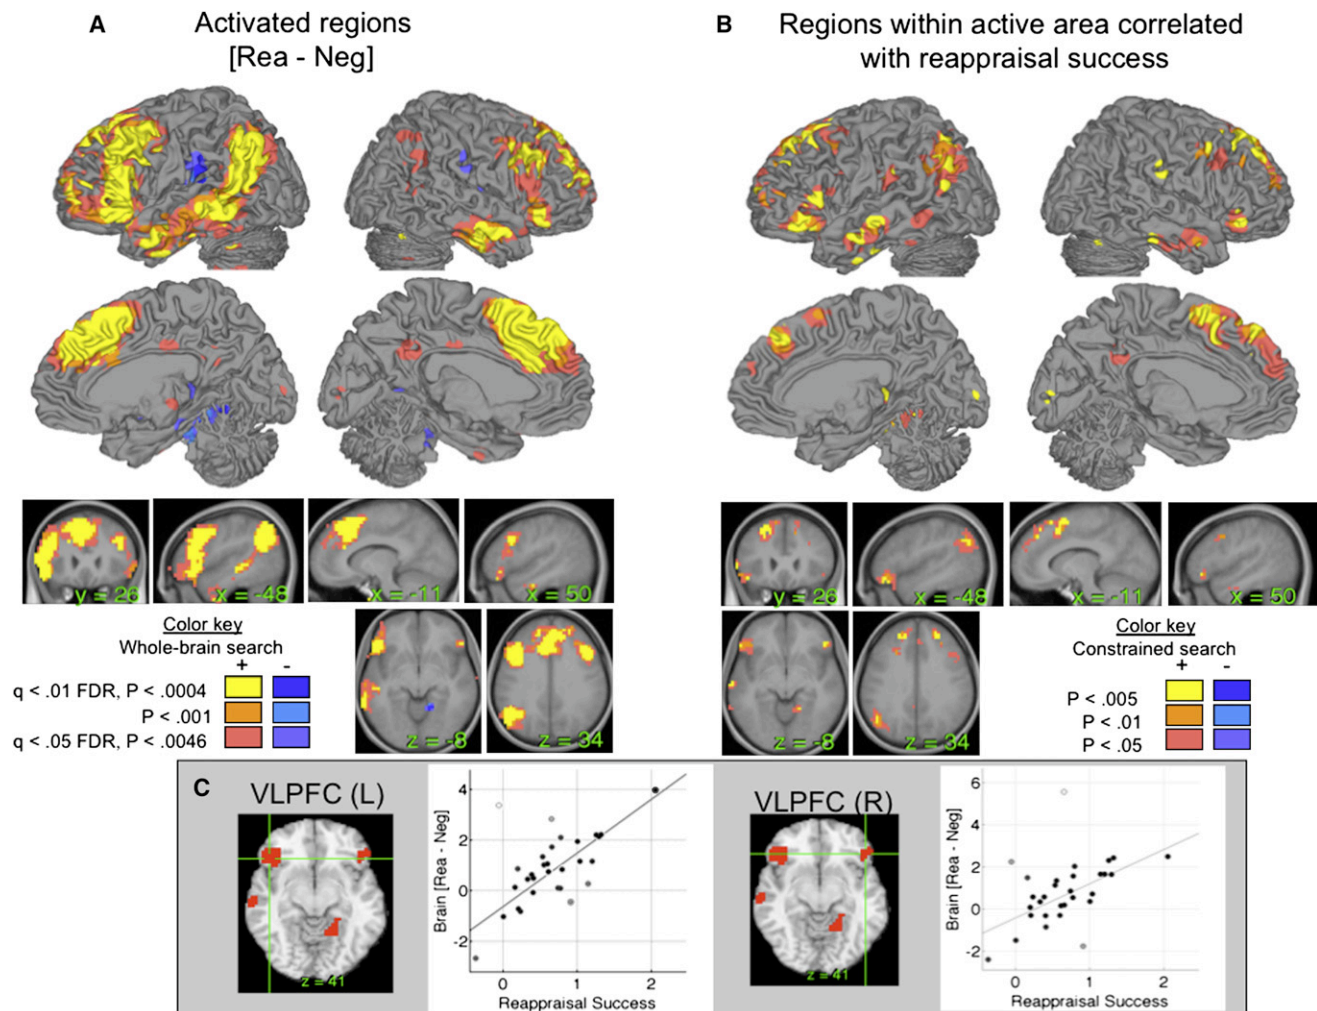 A
Activated regions
[Rea - Neg]
B
Regions within active area correlated
with reappraisal success
y = 26
x = -48
x = -11
x = 50
y = 26
x = -48
x = -11
x = 50
Color key
Whole-brain search
+ -
q < .01 FDR, P < .0004
P < .001
q < .05 FDR, P < .0046
z = -8
z = 34
z = -8
z = 34
Color key
Constrained search
+ -
P < .005
P < .01
P < .05
C
VLPFC (L)
z = 41
Brain [Rea - Neg]
4
2
0
-2
0 1 2
Reappraisal Success
VLPFC (R)
z = 41
Brain [Rea - Neg]
6
4
2
0
-2
0 1 2
Reappraisal Success